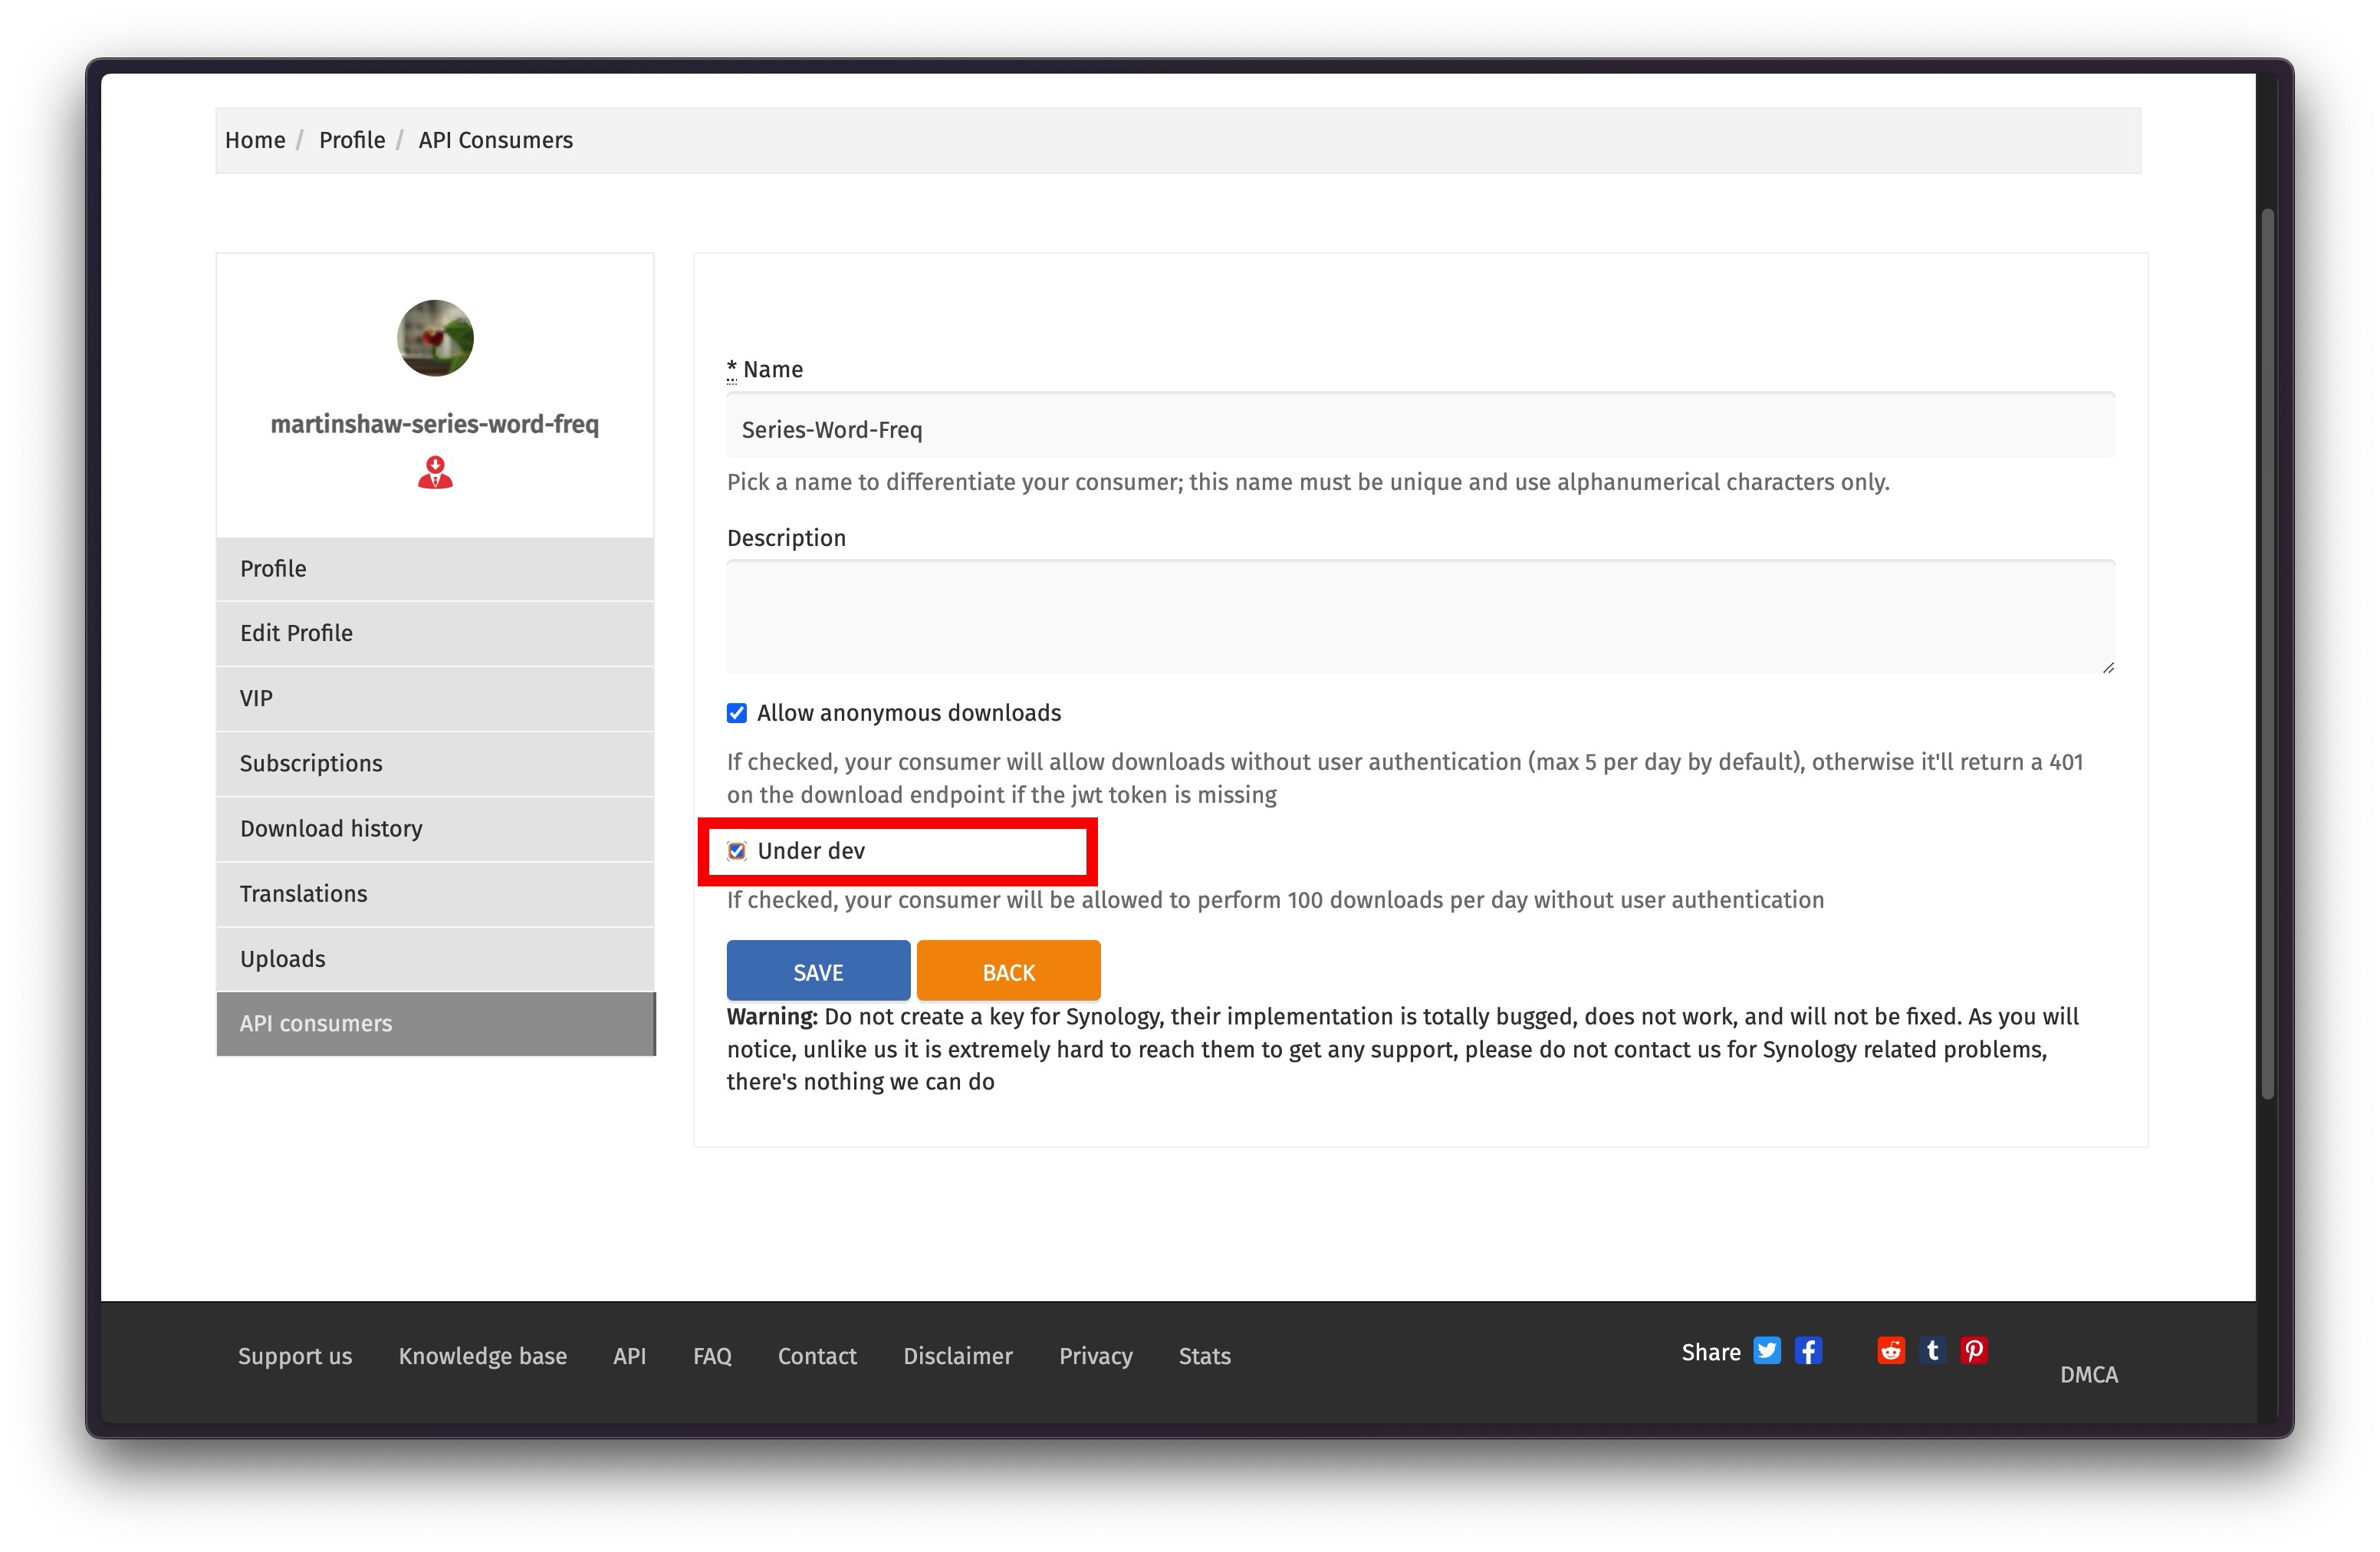 Home / Profile / API Consumers
martinshaw-series-word-freq
Profile
Edit Profile
VIP
Subscriptions
Download history
Translations
Uploads
API consumers
* Name
Series-Word-Freq
Pick a name to differentiate your consumer; this name must be unique and use alphanumerical characters only.
Description
Allow anonymous downloads
If checked, your consumer will allow downloads without user authentication (max 5 per day by default), otherwise it'll return a 401
on the download endpoint if the jwt token is missing
Under dev
If checked, your consumer will be allowed to perform 100 downloads per day without user authentication
SAVE BACK
Warning: Do not create a key for Synology, their implementation is totally bugged, does not work, and will not be fixed. As you will
notice, unlike us it is extremely hard to reach them to get any support, please do not contact us for Synology related problems,
there's nothing we can do
Support us Knowledge base API FAQ Contact Disclaimer Privacy Stats Share
DMCA